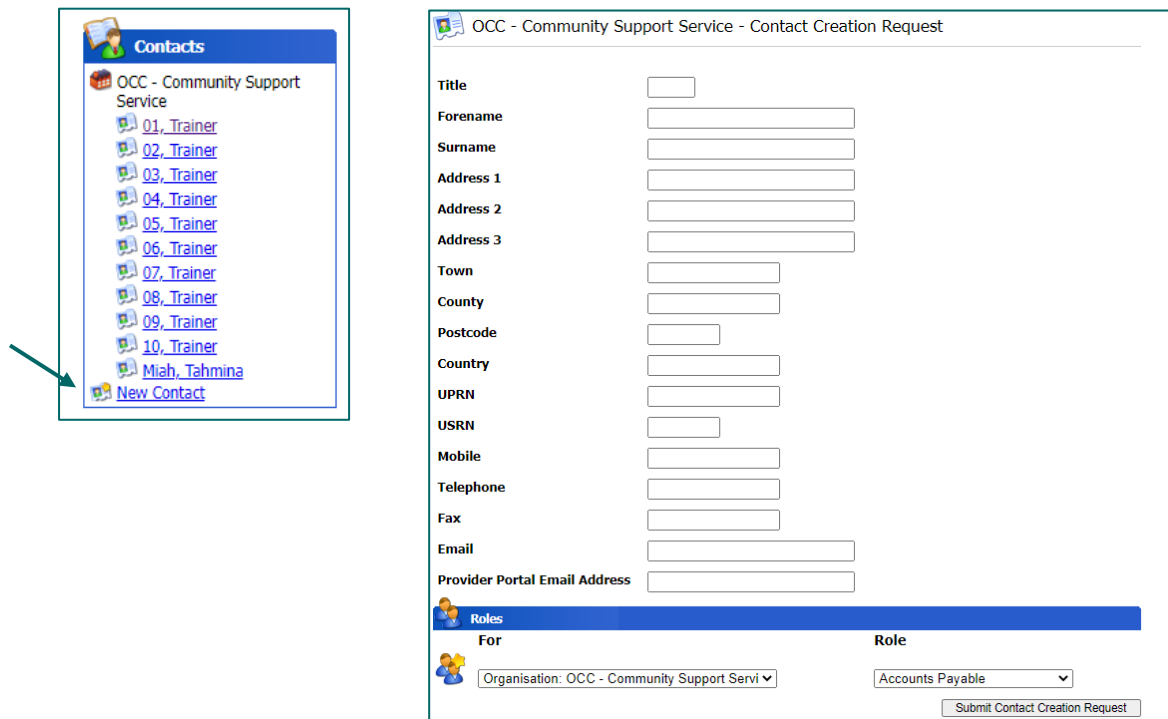 Contacts
OCC - Community Support
Service
01, Trainer
02, Trainer
03, Trainer
04, Trainer
05, Trainer
06, Trainer
07, Trainer
08, Trainer
09, Trainer
10, Trainer
Miah, Tahmina
New Contact
OCC - Community Support Service - Contact Creation Request
Title
Forename
Surname
Address 1
Address 2
Address 3
Town
County
Postcode
Country
UPRN
USRN
Mobile
Telephone
Fax
Email
Provider Portal Email Address
Roles
For Role
Organisation: OCC - Community Support Servi Accounts Payable
Submit Contact Creation Request